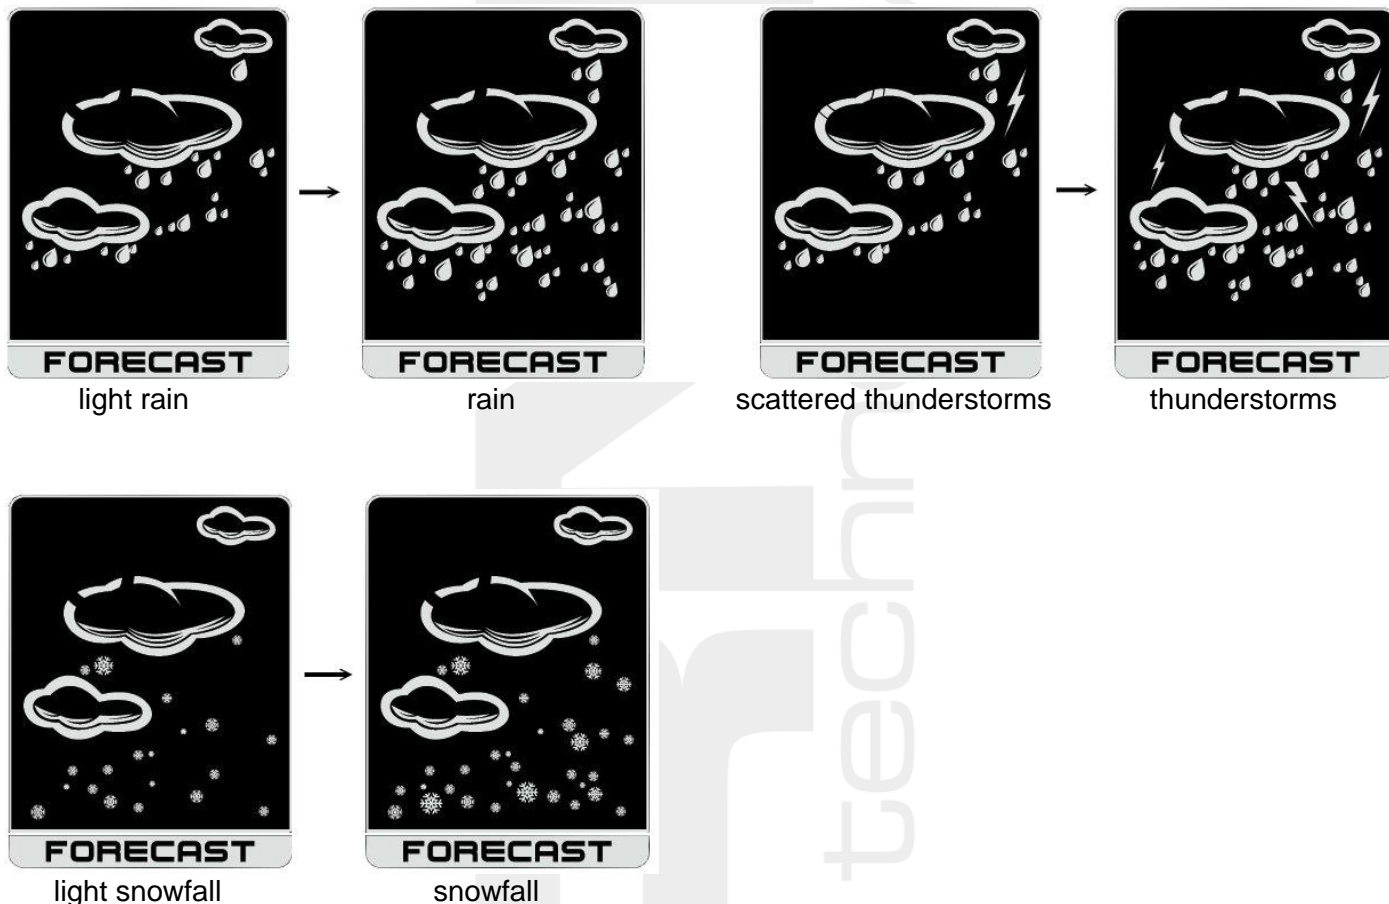 FORECAST FORECAST FORECAST FORECAST
light rain rain scattered thunderstorms thunderstorms
FORECAST FORECAST
light snowfall snowfall
techn